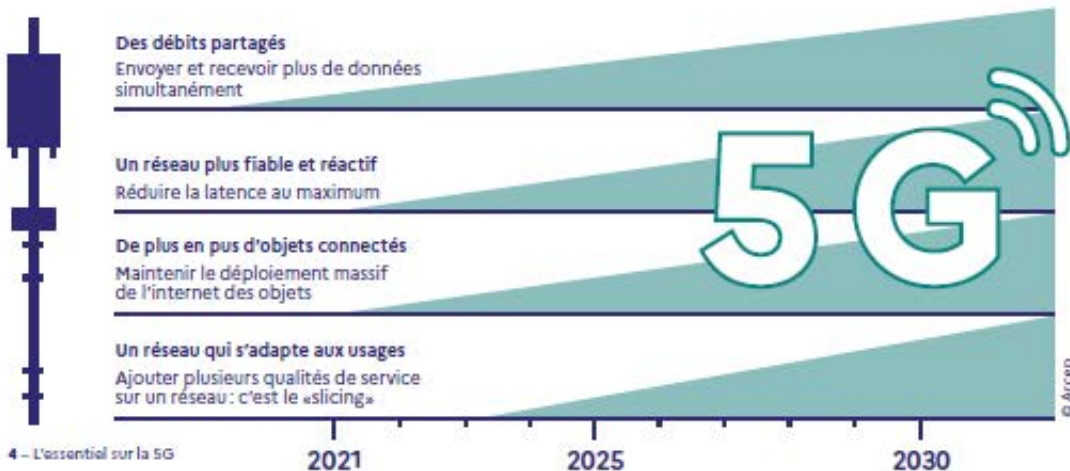 Des débits partagés
Envoyer et recevoir plus de données
simultanément
Un réseau plus fiable et réactif
Réduire la latence au maximum
5G
De plus en pus d'objets connectés
Maintenir le déploiement massif
de l'internet des objets
Un réseau qui s'adapte aux usages
Ajouter plusieurs qualités de service
sur un réseau : c'est le «slicing»
© Arcep
4 – L'essentiel sur la 5G
2021
2025
2030